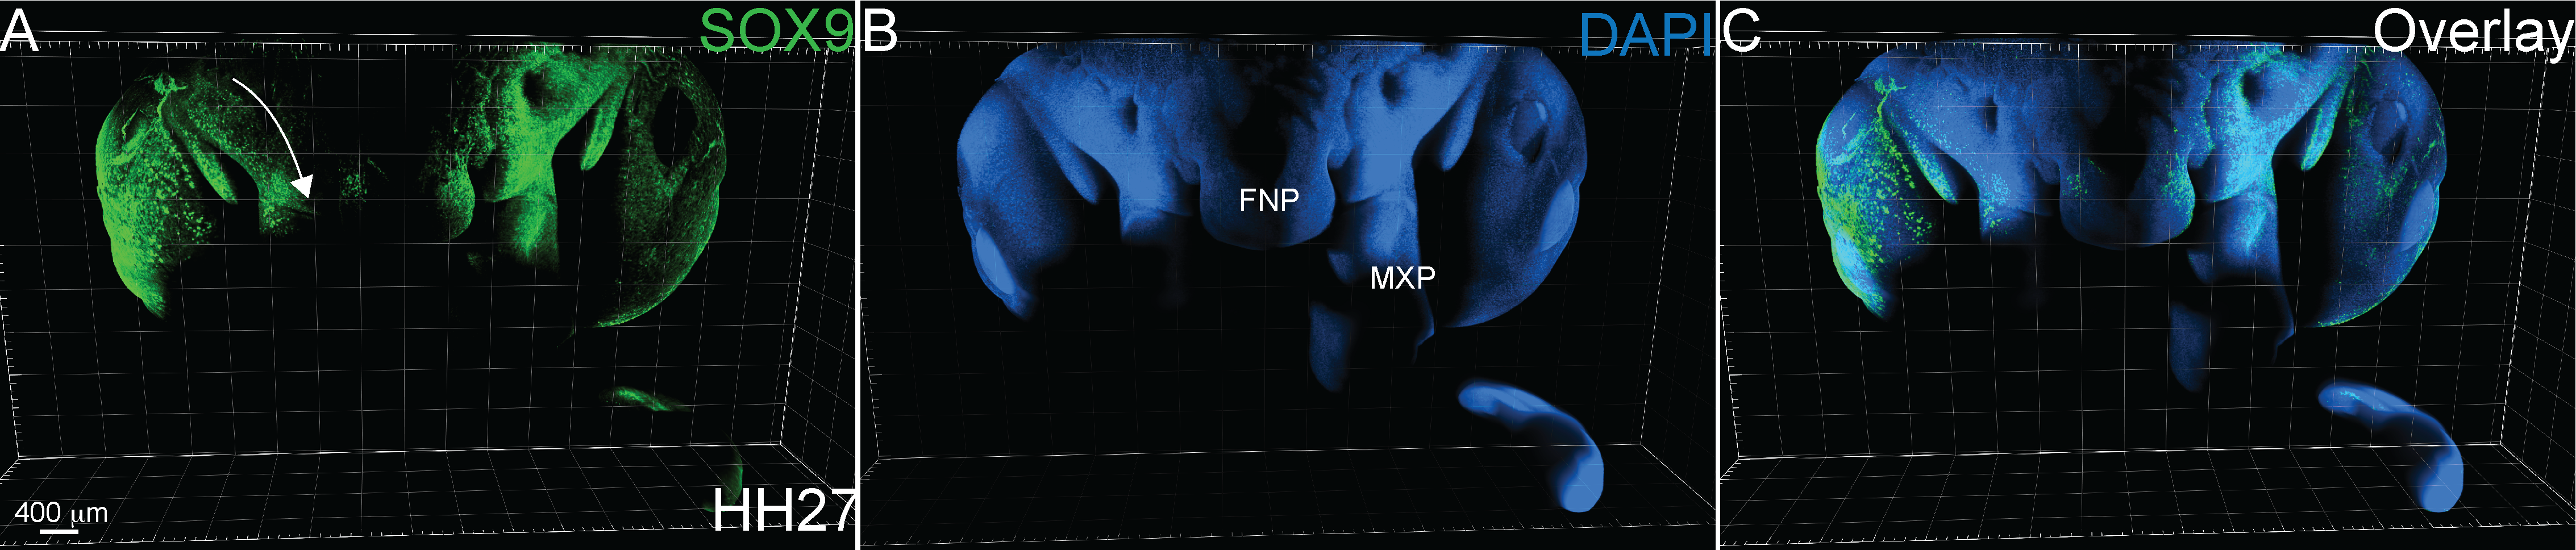 A
SOX9
B
DAPI
C
Overlay
FNP
MXP
400 μm
HH27